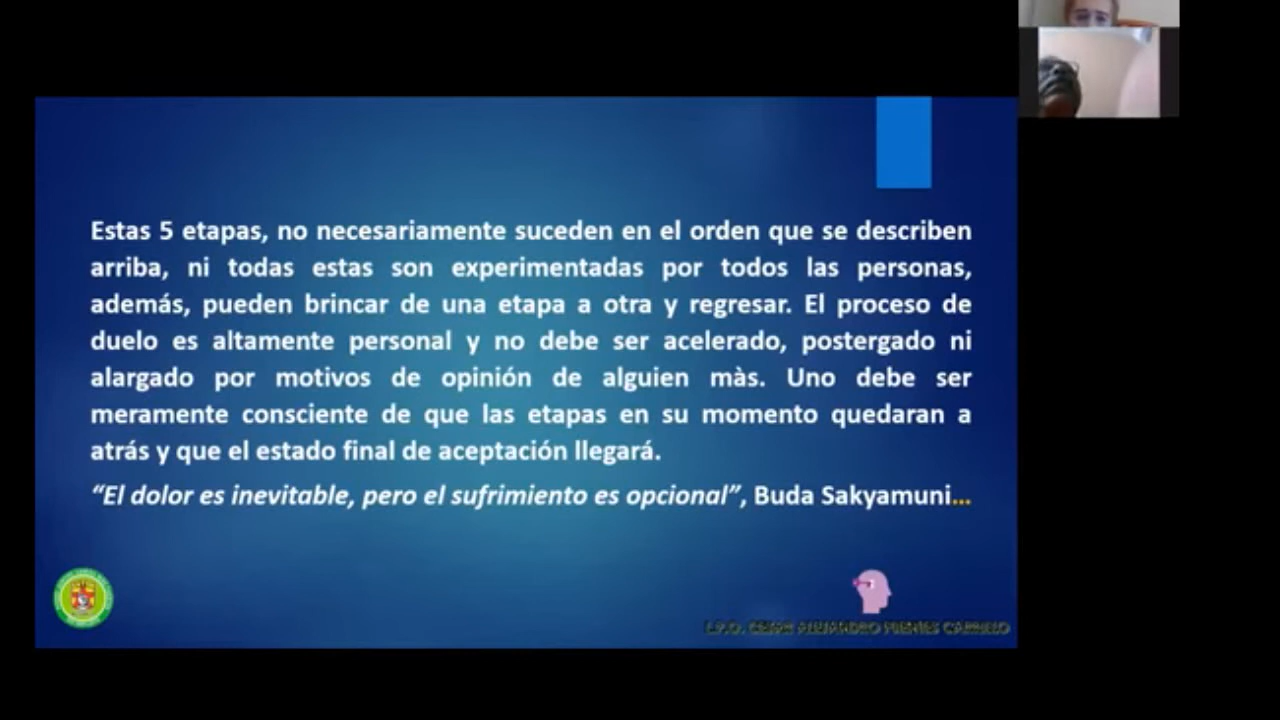 Estas 5 etapas, no necesariamente suceden en el orden que se describen
arriba, ni todas estas son experimentadas por todos las personas,
además, pueden brincar de una etapa a otra y regresar. El proceso de
duelo es altamente personal y no debe ser acelerado, postergado ni
alargado por motivos de opinión de alguien màs. Uno debe ser
meramente consciente de que las etapas en su momento quedaran a
atrás y que el estado final de aceptación llegará.
“El dolor es inevitable, pero el sufrimiento es opcional”, Buda Sakyamuni...
CESAR ALEJANDRO FUENTES CARRILLO